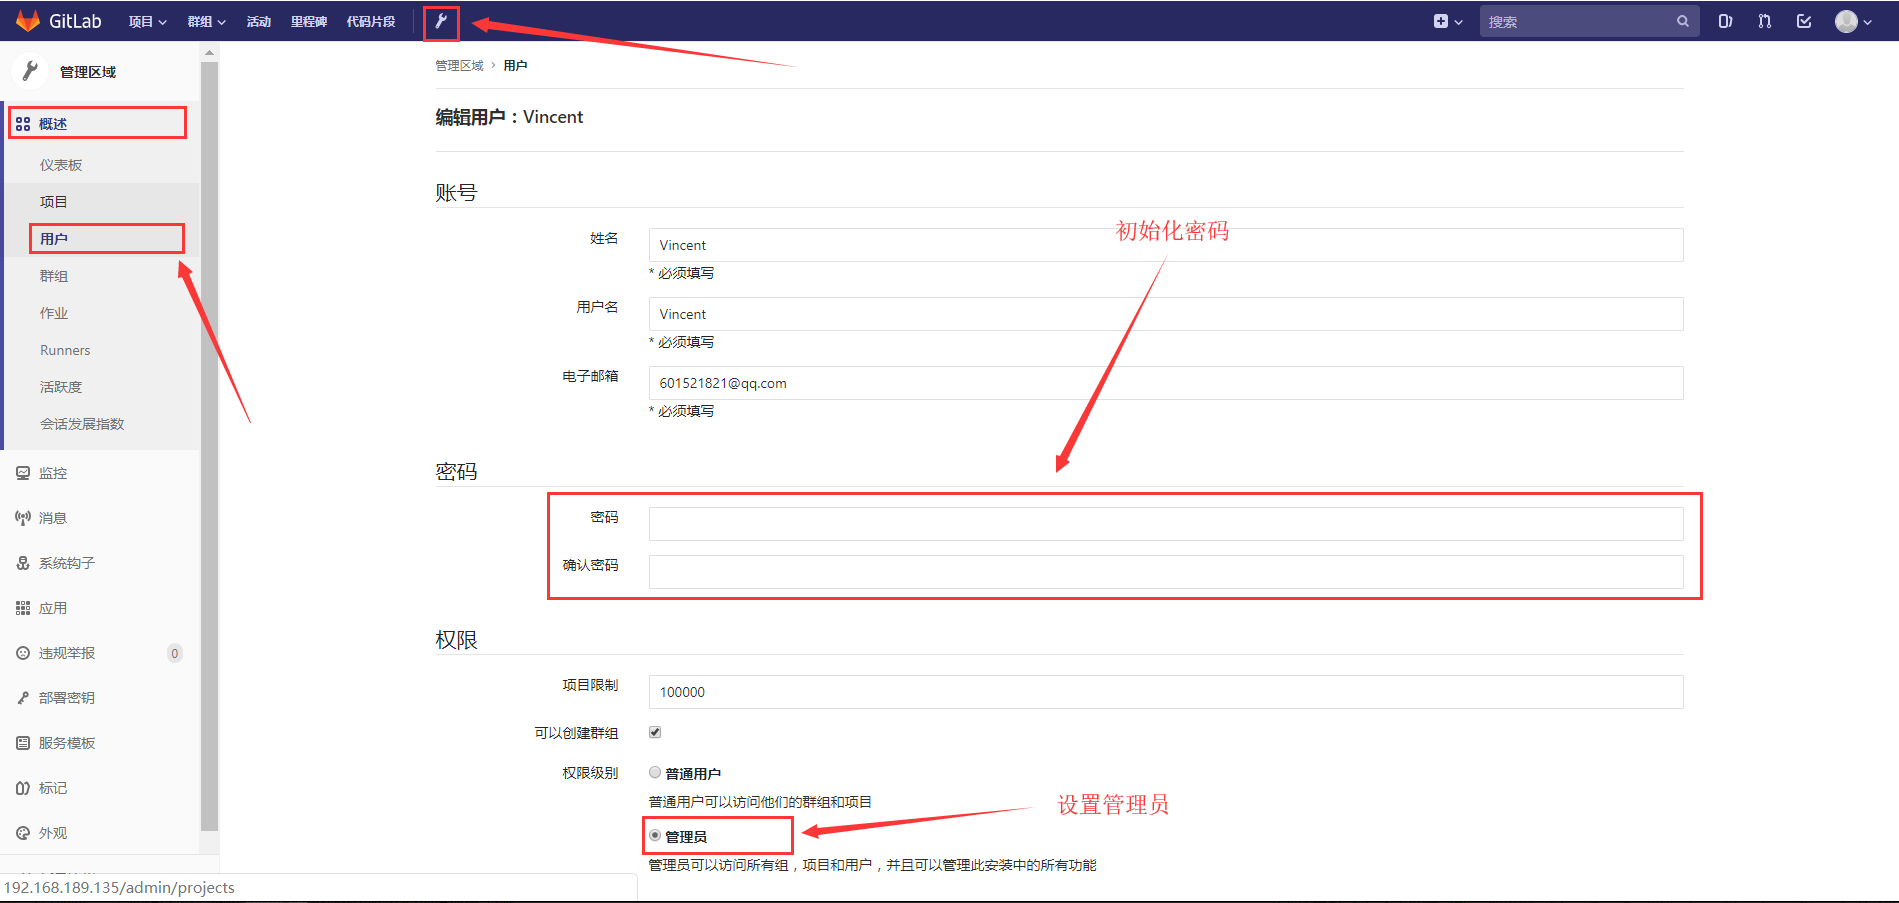 GitLab 项目 群组 活动 里程碑 代码片段 搜索
管理区域
概述
仪表板
项目
用户
群组
作业
Runners
活跃度
会话发展指数
监控
消息
系统钩子
应用
违规举报 0
部署密钥
服务模板
标记
外观
192.168.189.135/admin/projects
管理区域 › 用户
编辑用户：Vincent
账号
初始化密码
姓名 Vincent
* 必须填写
用户名 Vincent
* 必须填写
电子邮箱 601521821@qq.com
* 必须填写
密码
密码
确认密码
权限
项目限制 100000
可以创建群组
权限级别 普通用户
普通用户可以访问他们的群组和项目
设置管理员
管理员
管理员可以访问所有组，项目和用户，并且可以管理此安装中的所有功能